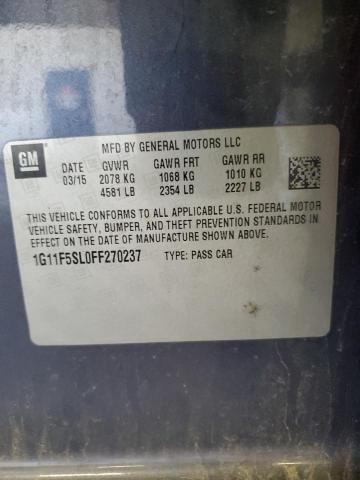 GM
MFD BY GENERAL MOTORS LLC
DATE GVWR GAWR FRT GAWR RR
03/15 2078 KG 1068 KG 1010 KG
4581 LB 2354 LB 2227 LB
THIS VEHICLE CONFORMS TO ALL APPLICABLE U.S. FEDERAL MOTOR
VEHICLE SAFETY, BUMPER, AND THEFT PREVENTION STANDARDS IN
EFFECT ON THE DATE OF MANUFACTURE SHOWN ABOVE.
1G11F5SL0FF270237 TYPE: PASS CAR